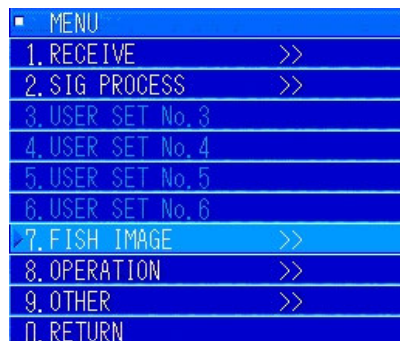 MENU
1.RECEIVE >>
2.SIG PROCESS >>
3.USER SET No.3
4.USER SET No.4
5.USER SET No.5
6.USER SET No.6
7.FISH IMAGE >>
8.OPERATION >>
9.OTHER >>
0.RETURN